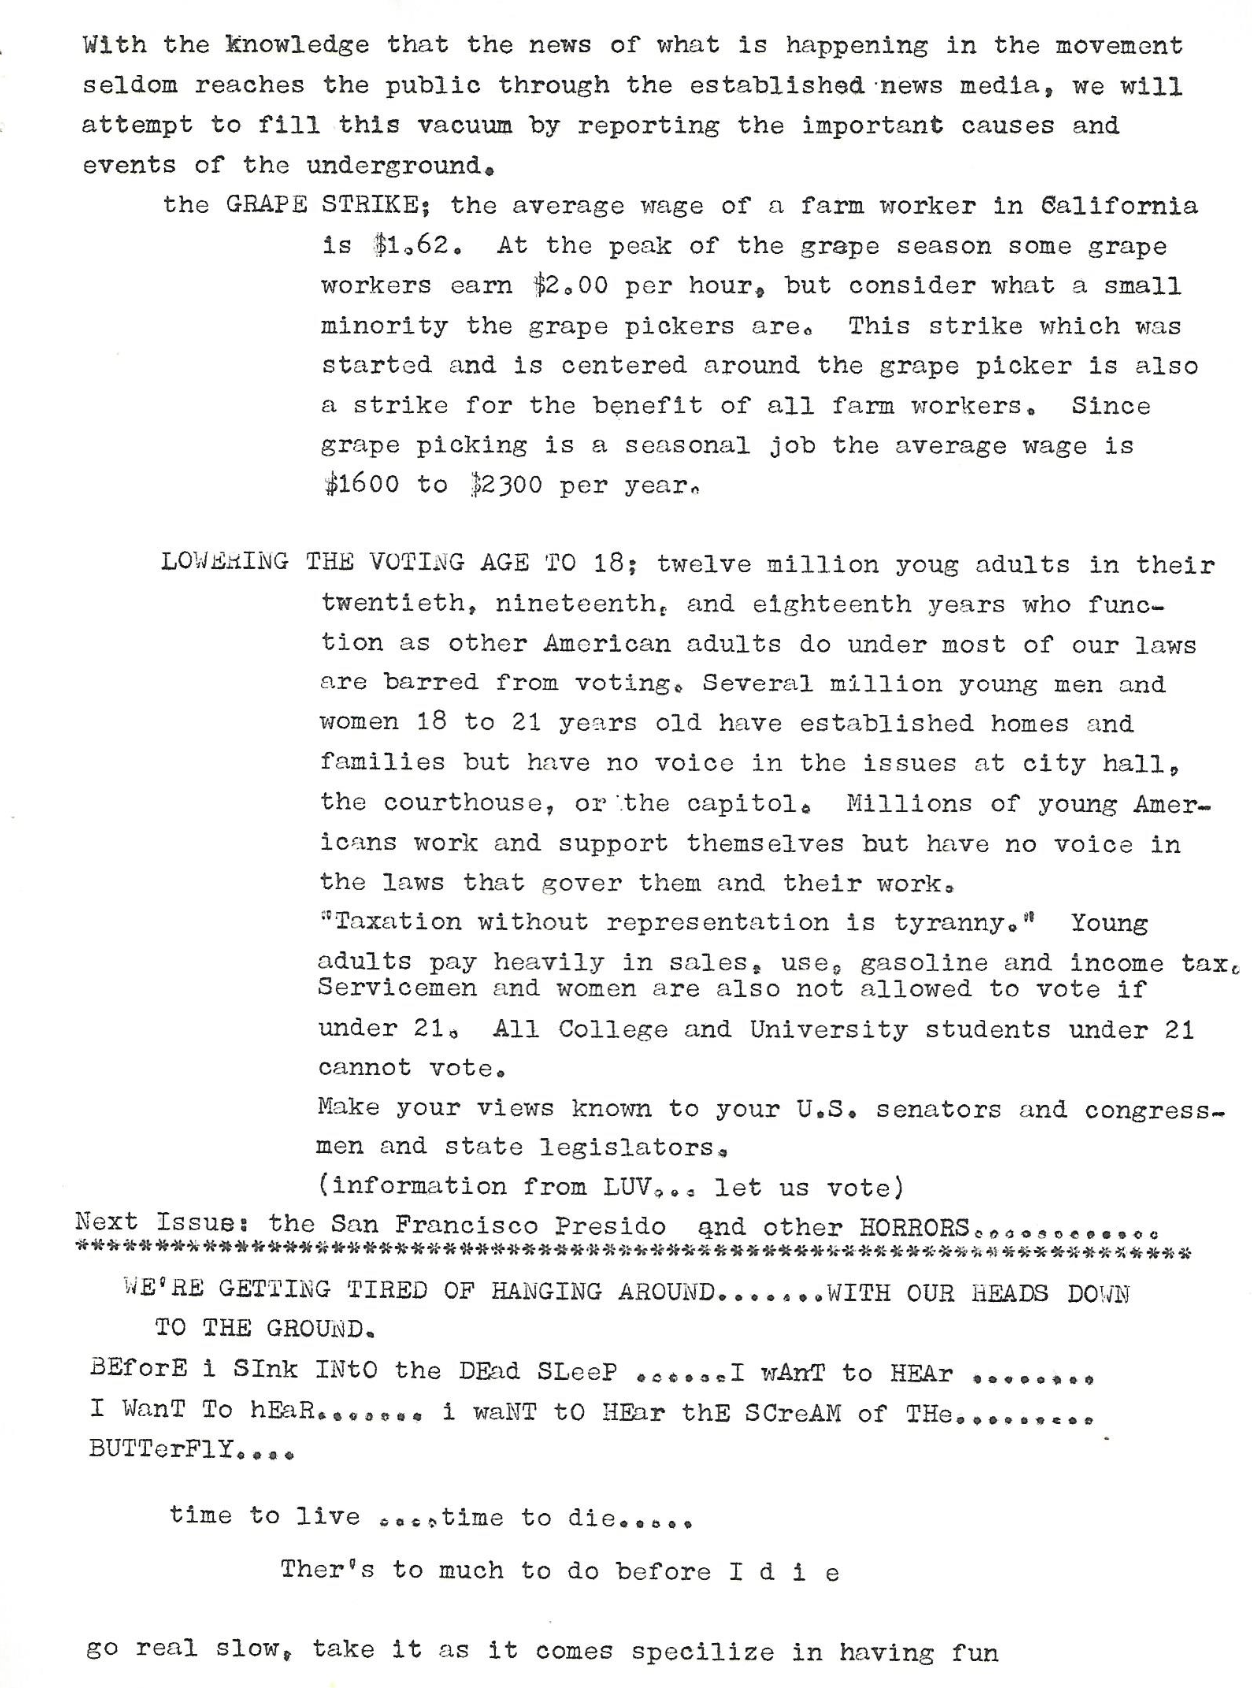 With the knowledge that the news of what is happening in the movement
seldom reaches the public through the established news media, we will
attempt to fill this vacuum by reporting the important causes and
events of the underground.
the GRAPE STRIKE; the average wage of a farm worker in California
is $1.62. At the peak of the grape season some grape
workers earn $2.00 per hour, but consider what a small
minority the grape pickers are. This strike which was
started and is centered around the grape picker is also
a strike for the benefit of all farm workers. Since
grape picking is a seasonal job the average wage is
$1600 to $2300 per year.
LOWERING THE VOTING AGE TO 18; twelve million youg adults in their
twentieth, nineteenth, and eighteenth years who func-
tion as other American adults do under most of our laws
are barred from voting. Several million young men and
women 18 to 21 years old have established homes and
families but have no voice in the issues at city hall,
the courthouse, or the capitol. Millions of young Amer-
icans work and support themselves but have no voice in
the laws that gover them and their work.
"Taxation without representation is tyranny." Young
adults pay heavily in sales, use, gasoline and income tax.
Servicemen and women are also not allowed to vote if
under 21. All College and University students under 21
cannot vote.
Make your views known to your U.S. senators and congress-
men and state legislators.
(information from LUV... let us vote)
Next Issue: the San Francisco Presido and other HORRORS............
**********************************************************************
WE'RE GETTING TIRED OF HANGING AROUND.......WITH OUR HEADS DOWN
TO THE GROUND.
BEforE i SInk INtO the DEad SLeeP ......I wAnT to HEAr ........
I WanT To hEaR....... i waNT tO HEar thE SCreAM of THe.........
BUTTerFlY....
time to live ....time to die.....
Ther's to much to do before I d i e
go real slow, take it as it comes specilize in having fun